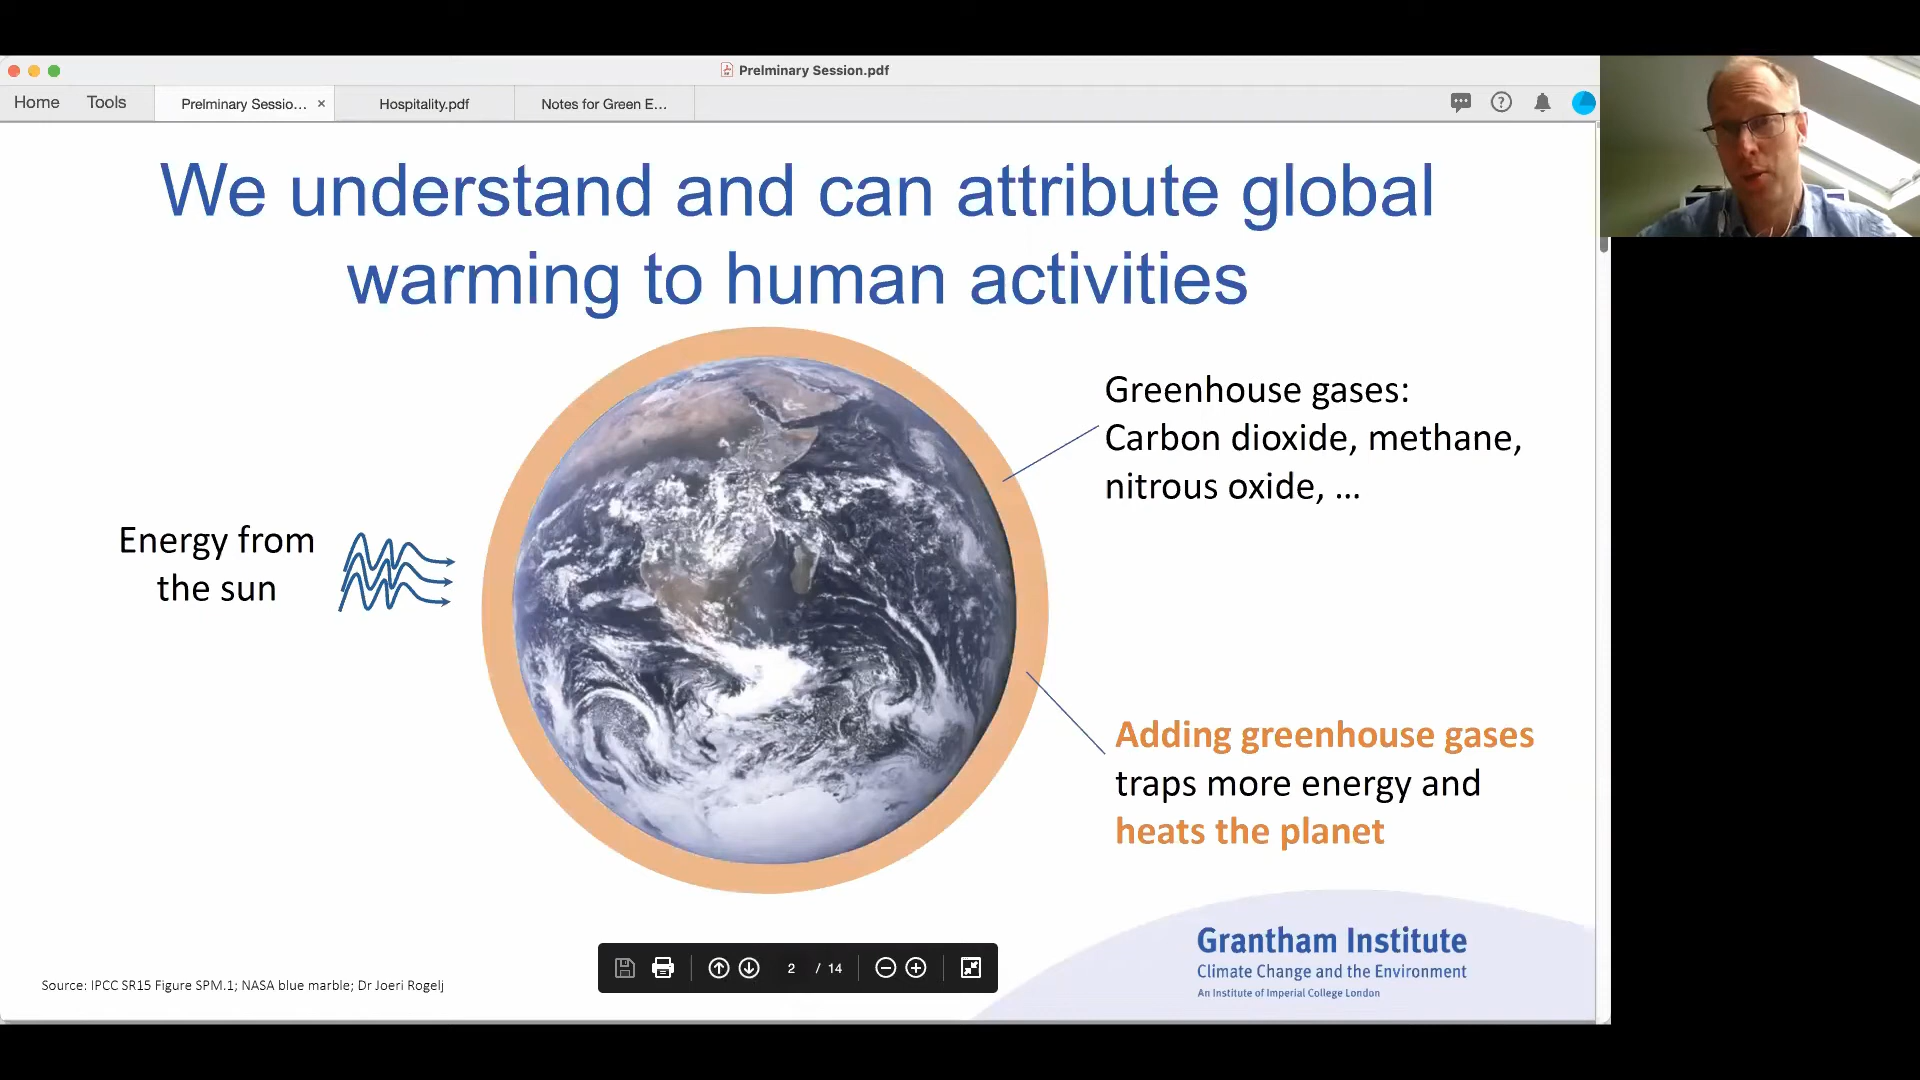 Prelminary Session.pdf
Home
Tools
Prelminary Sessio...
Hospitality.pdf
Notes for Green E...
We understand and can attribute global
warming to human activities
Greenhouse gases:
Carbon dioxide, methane,
nitrous oxide, ...
Energy from
the sun
Adding greenhouse gases
traps more energy and
heats the planet
Grantham Institute
Climate Change and the Environment
An Institute of Imperial College London
2 / 14
Source: IPCC SR15 Figure SPM.1; NASA blue marble; Dr Joeri Rogelj